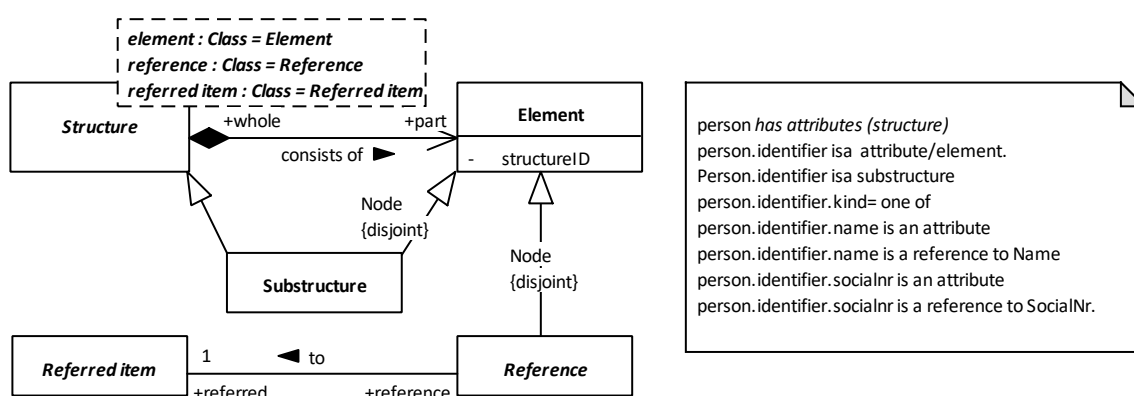 element : Class = Element
reference : Class = Reference
referred item : Class = Referred item
Structure
+whole
+part
consists of
Element
- structureID
Node
{disjoint}
Node
{disjoint}
Substructure
Referred item
1
to
+referred
+reference
Reference
person has attributes (structure)
person.identifier isa attribute/element.
Person.identifier isa substructure
person.identifier.kind= one of
person.identifier.name is an attribute
person.identifier.name is a reference to Name
person.identifier.socialnr is an attribute
person.identifier.socialnr is a reference to SocialNr.